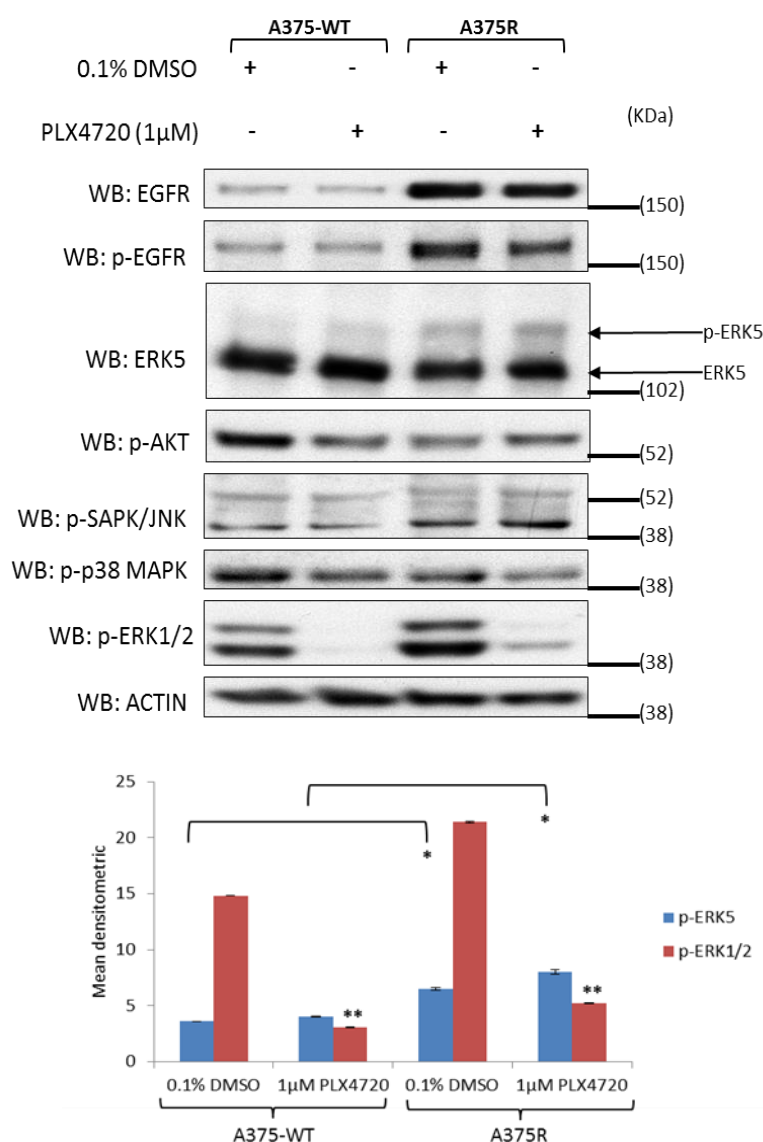 A375-WT A375R
0.1% DMSO + - + -
PLX4720 (1µM) - + - + (KDa)
WB: EGFR (150)
WB: p-EGFR (150)
p-ERK5
WB: ERK5
ERK5
(102)
WB: p-AKT (52)
(52)
WB: p-SAPK/JNK
(38)
WB: p-p38 MAPK (38)
WB: p-ERK1/2 (38)
WB: ACTIN (38)
25
20
15
10
5
0
Mean densitometric
* *
** **
p-ERK5
p-ERK1/2
0.1% DMSO 1µM PLX4720 0.1% DMSO 1µM PLX4720
A375-WT A375R